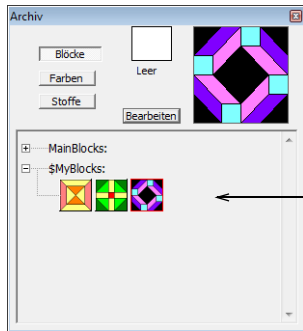 Archiv
Blöcke
Farben
Stoffe
Leer
Bearbeiten
MainBlocks:
$MyBlocks: